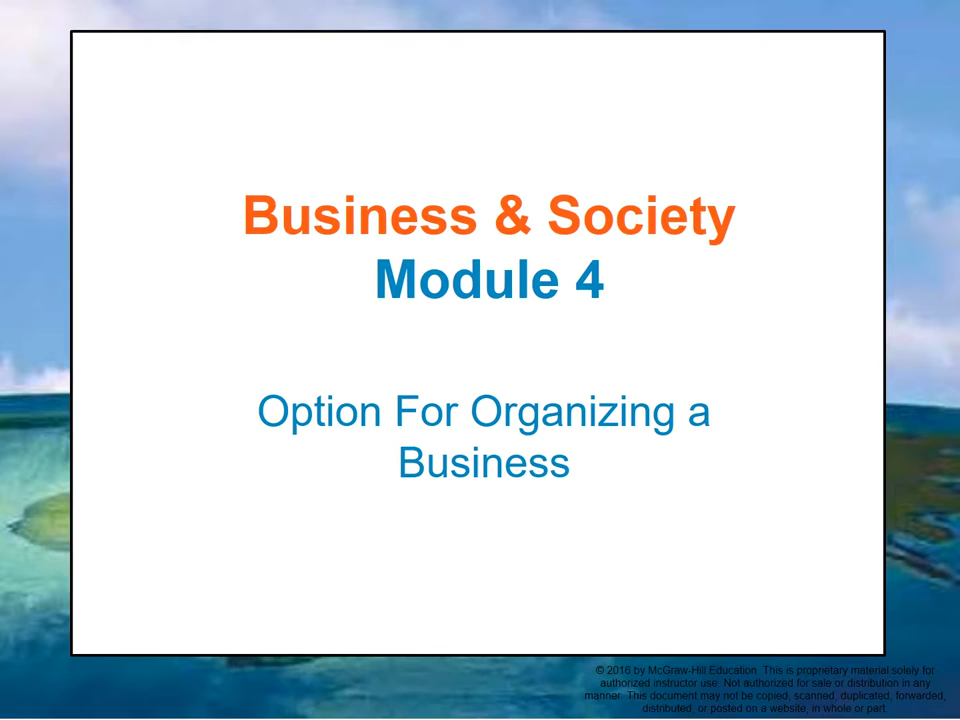 Business & Society
Module 4
Option For Organizing a
Business
© 2016 by McGraw-Hill Education. This is proprietary material solely for
authorized instructor use. Not authorized for sale or distribution in any
manner. This document may not be copied, scanned, duplicated, forwarded,
distributed, or posted on a website, in whole or part.